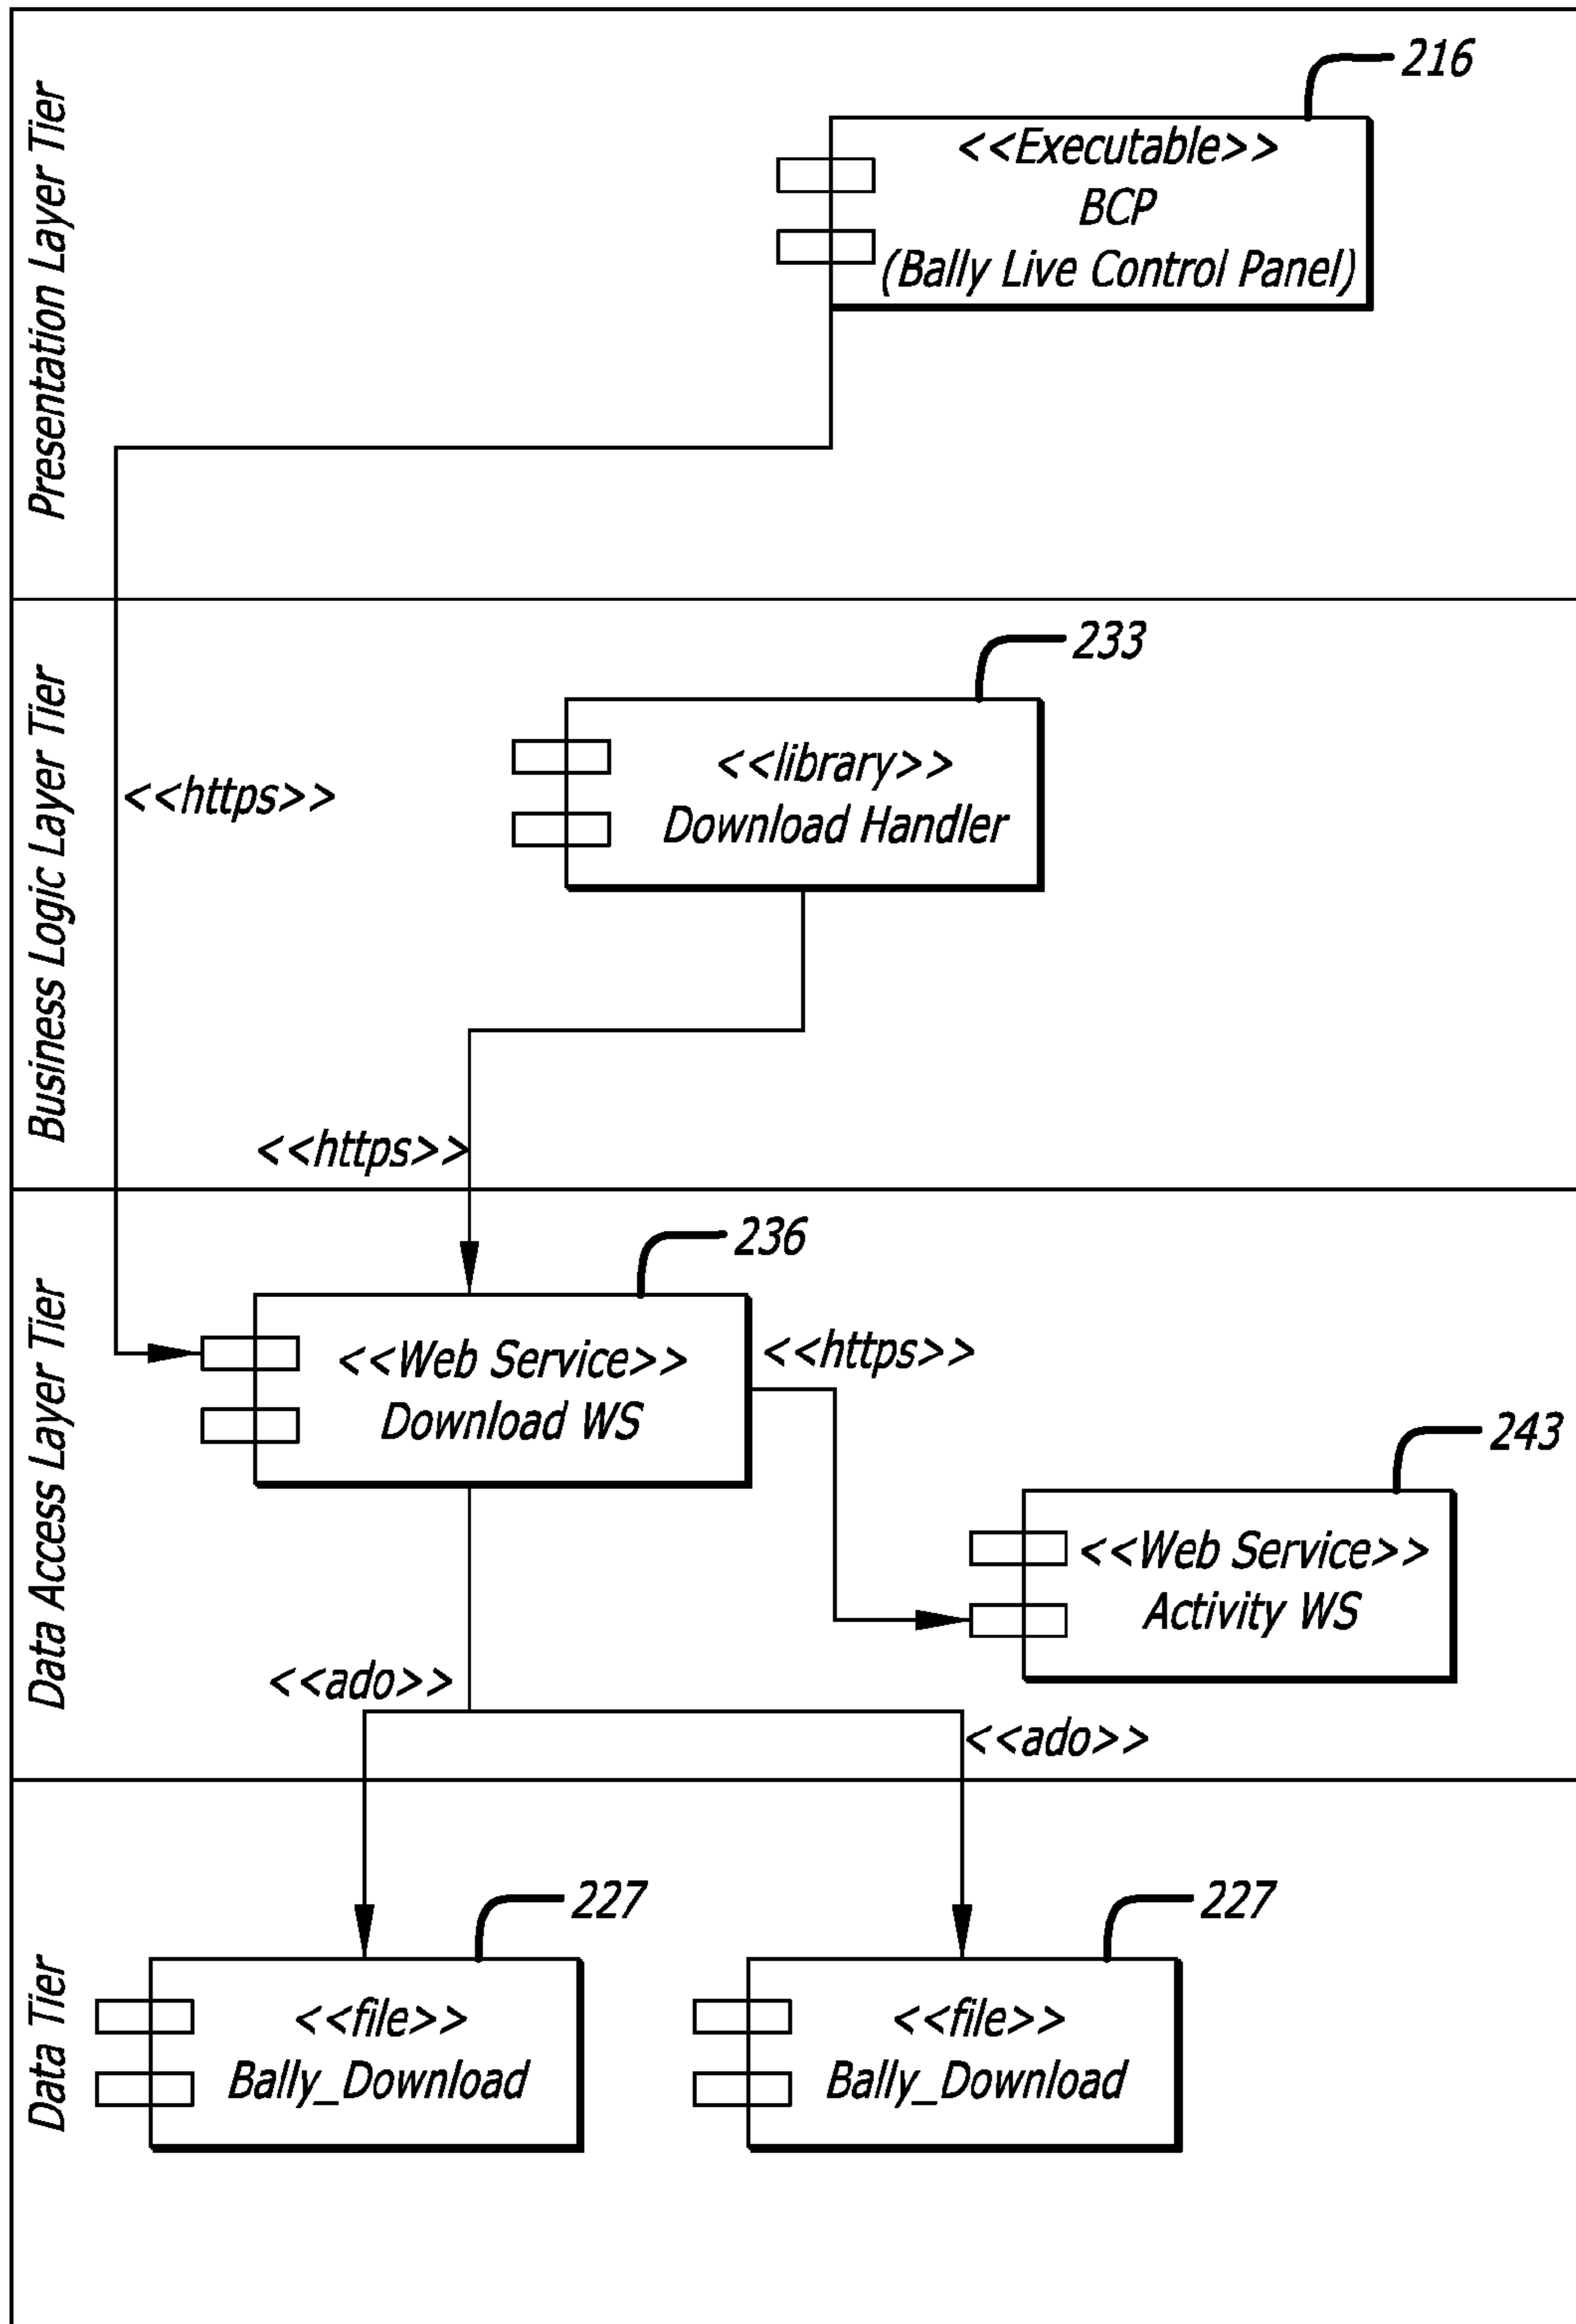 Presentation Layer Tier
216
<<Executable>>
BCP
(Bally Live Control Panel)
Business Logic Layer Tier
233
<<library>>
Download Handler
<<https>>
<<https>>
Data Access Layer Tier
236
<<Web Service>>
Download WS
<<https>>
243
<<Web Service>>
Activity WS
<<ado>>
<<ado>>
Data Tier
227
<<file>>
Bally_Download
227
<<file>>
Bally_Download